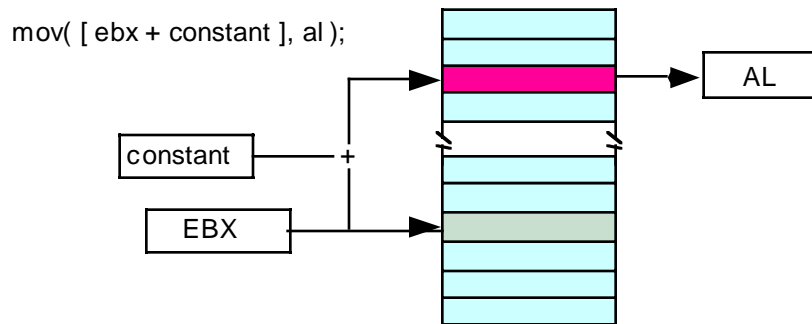 mov( [ ebx + constant ], al );
AL
constant
+
EBX